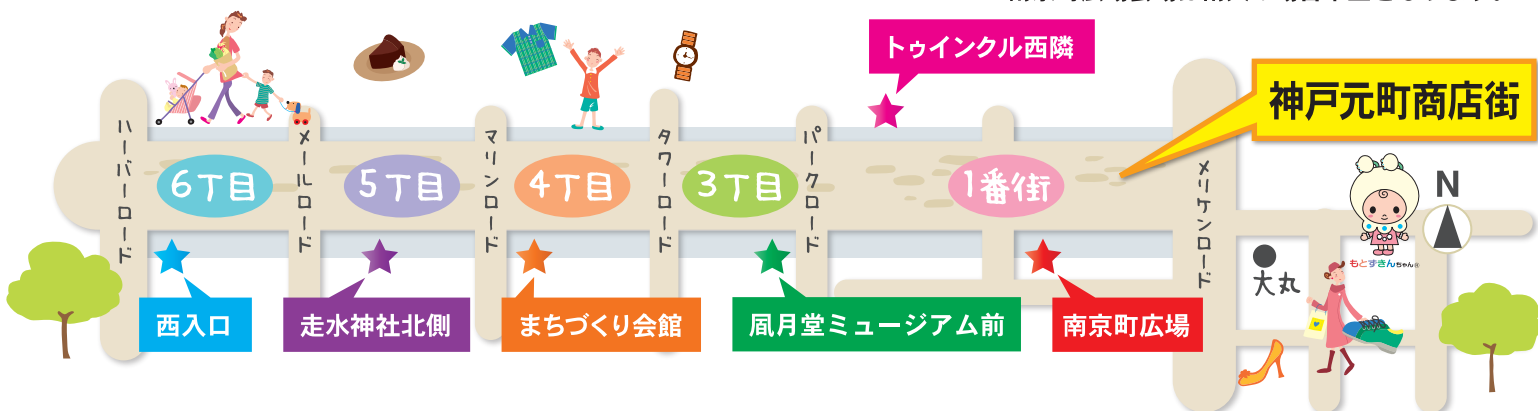 トゥインクル西隣
神戸元町商店街
ハーバーロード
メールロード
マリンロード
タワーロード
パークロード
メリケンロード
6丁目
5丁目
4丁目
3丁目
1番街
N
もとずきんちゃん®
大丸
西入口
走水神社北側
まちづくり会館
凮月堂ミュージアム前
南京町広場